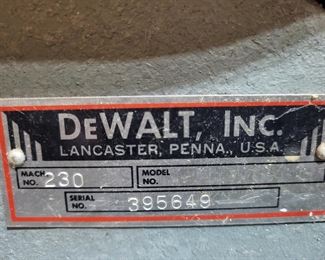 DEWALT, INC.
LANCASTER, PENNA., U.S.A.
MACH. NO. 230 MODEL NO.
SERIAL NO. 395649